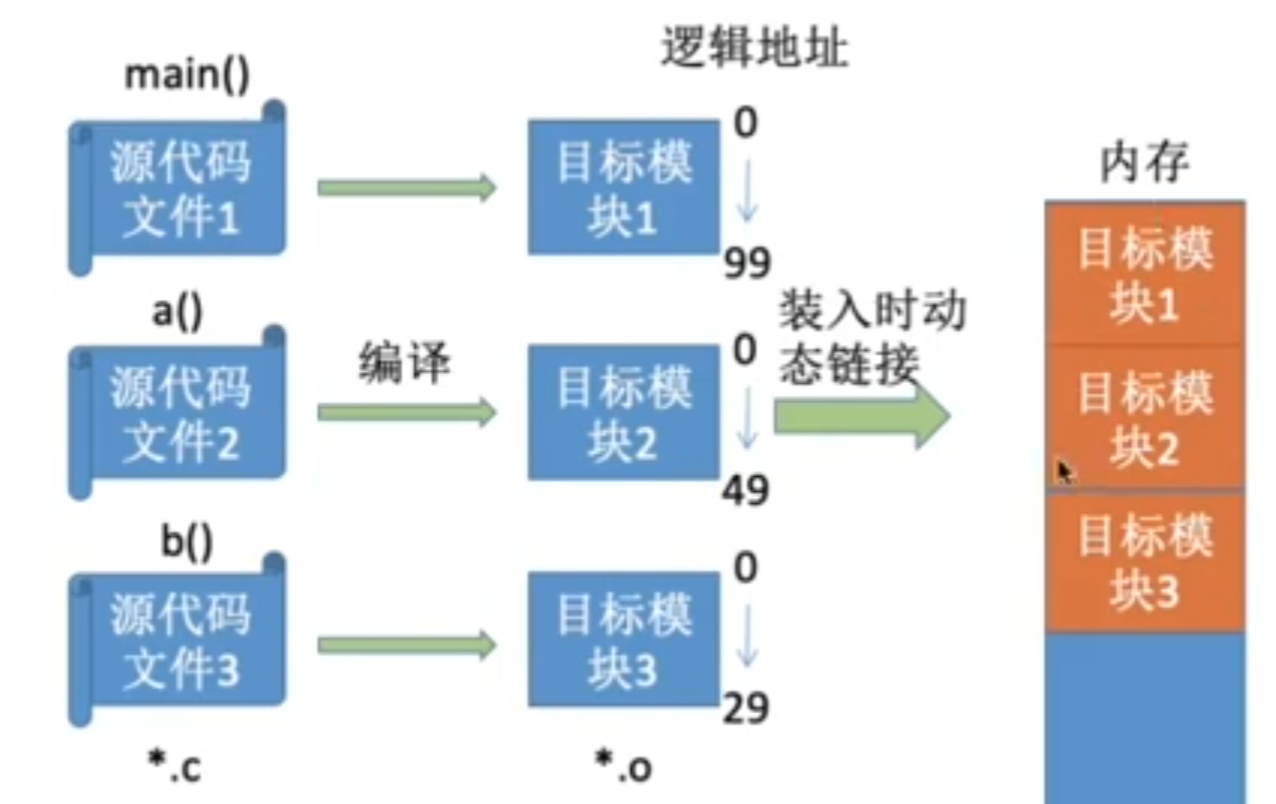 逻辑地址
main()
源代码
文件1
目标模
块1
0
99
内存
目标模
块1
a()
源代码
文件2
编译
目标模
块2
0
49
装入时动
态链接
目标模
块2
b()
源代码
文件3
目标模
块3
0
29
目标模
块3
*.c
*.o